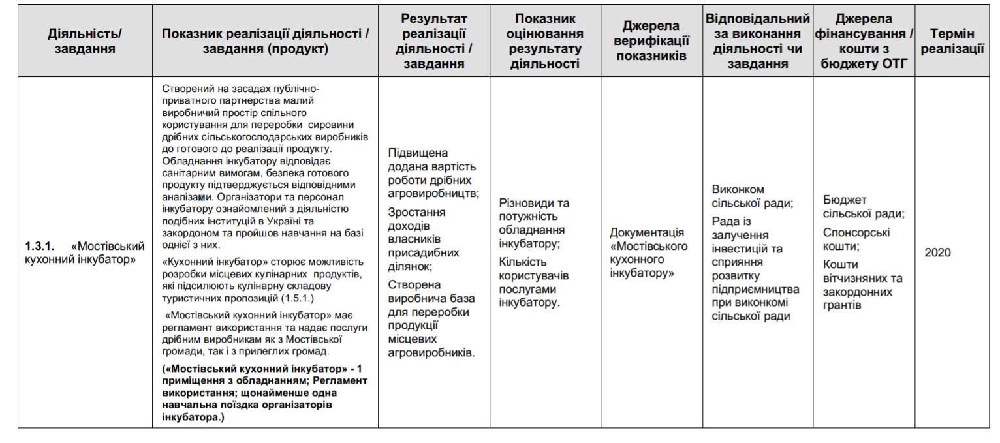 Діяльність/
завдання
Показник реалізації діяльності /
завдання (продукт)
Результат
реалізації
діяльності /
завдання
Показник
оцінювання
результату
діяльності
Джерела
верифікації
показників
Відповідальний
за виконання
діяльності чи
завдання
Джерела
фінансування /
кошти з
бюджету ОТГ
Термін
реалізації
1.3.1. «Мостівський
кухонний інкубатор»
Створений на засадах публічно-
приватного партнерства малий
виробничий простір спільного
користування для переробки сировини
дрібних сільськогосподарських виробників
до готового до реалізації продукту.
Обладнання інкубатору відповідає
санітарним вимогам, безпека готового
продукту підтверджується відповідними
аналізами. Організатори та персонал
інкубатору ознайомлений з діяльністю
подібних інституцій в Україні та
закордоном та пройшов навчання на базі
однієї з них.
«Кухонний інкубатор» сторює можливість
розробки місцевих кулінарних продуктів,
які підсилюють кулінарну складову
туристичних пропозицій (1.5.1.)
«Мостівський кухонний інкубатор» має
регламент використання та надає послуги
дрібним виробникам як з Мостівської
громади, так і з прилеглих громад.
(«Мостівський кухонний інкубатор» - 1
приміщення з обладнанням; Регламент
використання; щонайменше одна
навчальна поїздка організаторів
інкубатора.)
Підвищена
додана вартість
роботи дрібних
агровиробництв;
Зростання
доходів
власників
присадибних
ділянок;
Створена
виробнича база
для переробки
продукції
місцевих
агровиробників.
Різновиди та
потужність
обладнання
інкубатору;
Кількість
користувачів
послугами
інкубатору.
Документація
«Мостівського
кухонного
інкубатору»
Виконком
сільської ради;
Рада із
залучення
інвестицій та
сприяння
розвитку
підприємництва
при виконкомі
сільської ради
Бюджет
сільської ради;
Спонсорські
кошти;
Кошти
вітчизняних та
закордонних
грантів
2020